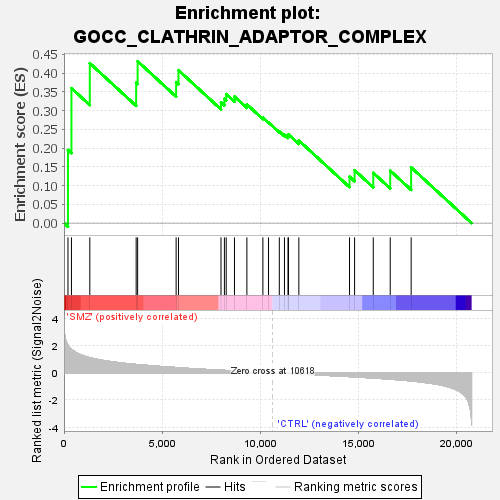 Enrichment plot:
GOCC_CLATHRIN_ADAPTOR_COMPLEX
Enrichment score (ES)
0.45
0.40
0.35
0.30
0.25
0.20
0.15
0.10
0.05
0.00
Ranked list metric (Signal2Noise)
4
2
0
-2
-4
'SMZ' (positively correlated)
Zero cross at 10618
'CTRL' (negatively correlated)
0
5,000
10,000
15,000
20,000
Rank in Ordered Dataset
Enrichment profile
Hits
Ranking metric scores